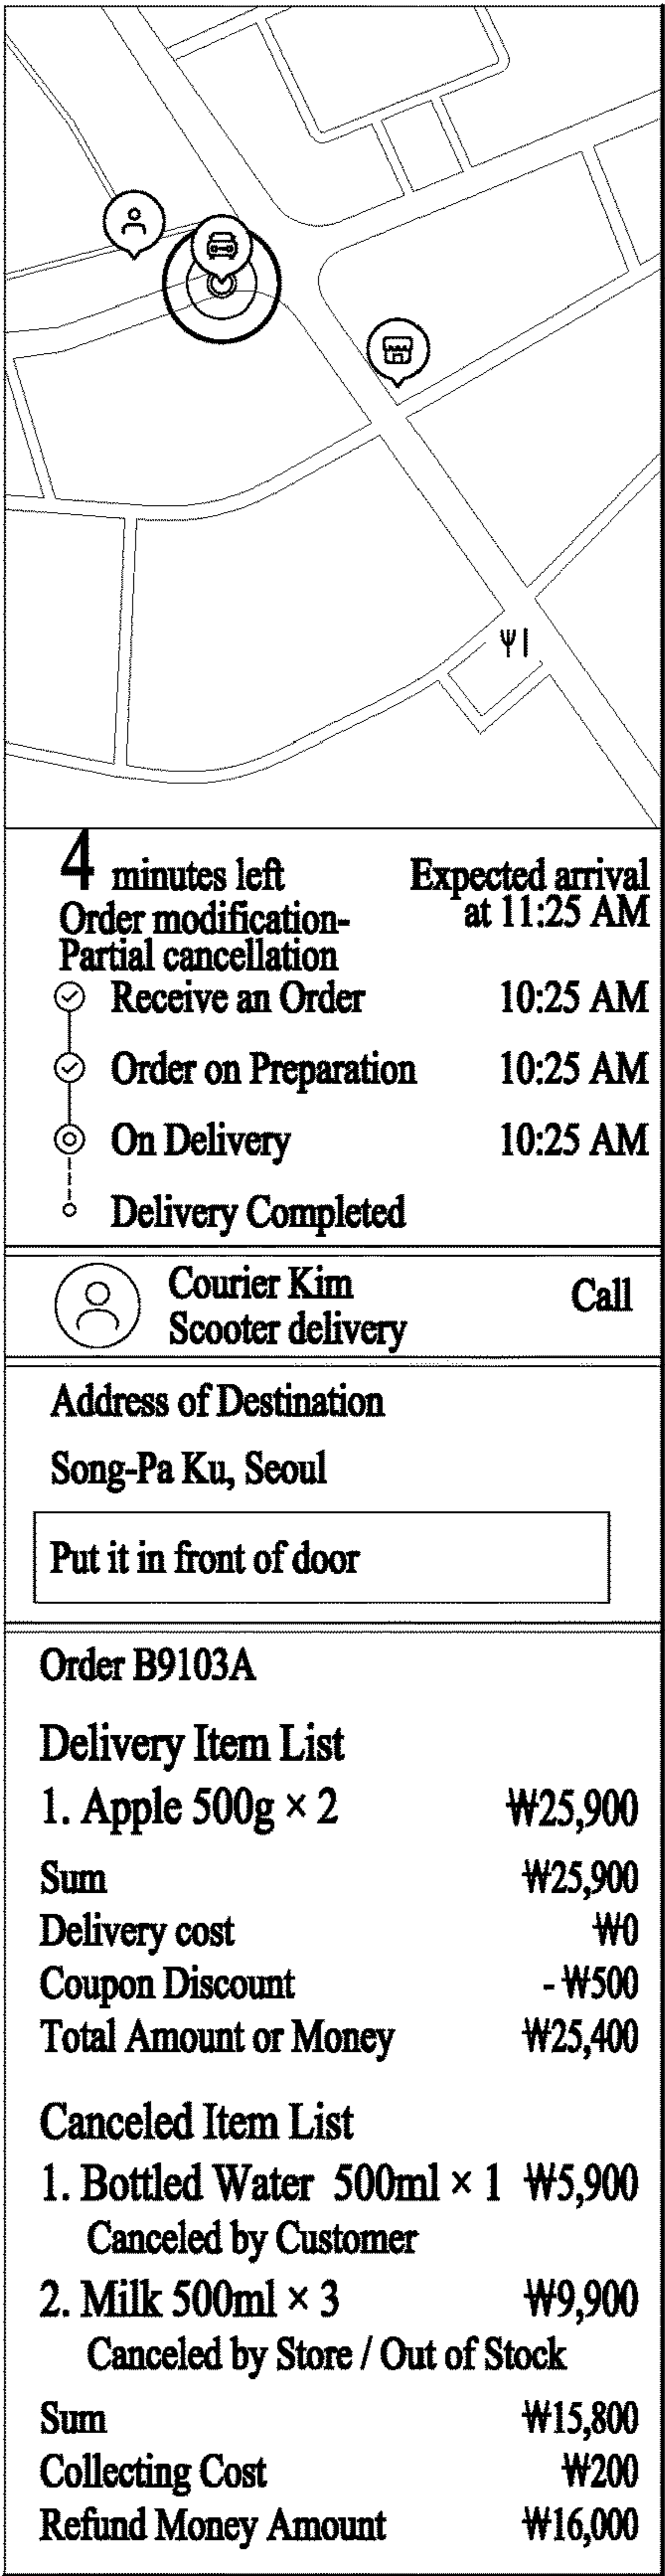 4 minutes left
Expected arrival
at 11:25 AM
Order modification-
Partial cancellation
Receive an Order 10:25 AM
Order on Preparation 10:25 AM
On Delivery 10:25 AM
Delivery Completed
Courier Kim
Scooter delivery
Call
Address of Destination
Song-Pa Ku, Seoul
Put it in front of door
Order B9103A
Delivery Item List
1. Apple 500g × 2 ₩25,900
Sum ₩25,900
Delivery cost ₩0
Coupon Discount - ₩500
Total Amount or Money ₩25,400
Canceled Item List
1. Bottled Water 500ml × 1 ₩5,900
Canceled by Customer
2. Milk 500ml × 3 ₩9,900
Canceled by Store / Out of Stock
Sum ₩15,800
Collecting Cost ₩200
Refund Money Amount ₩16,000